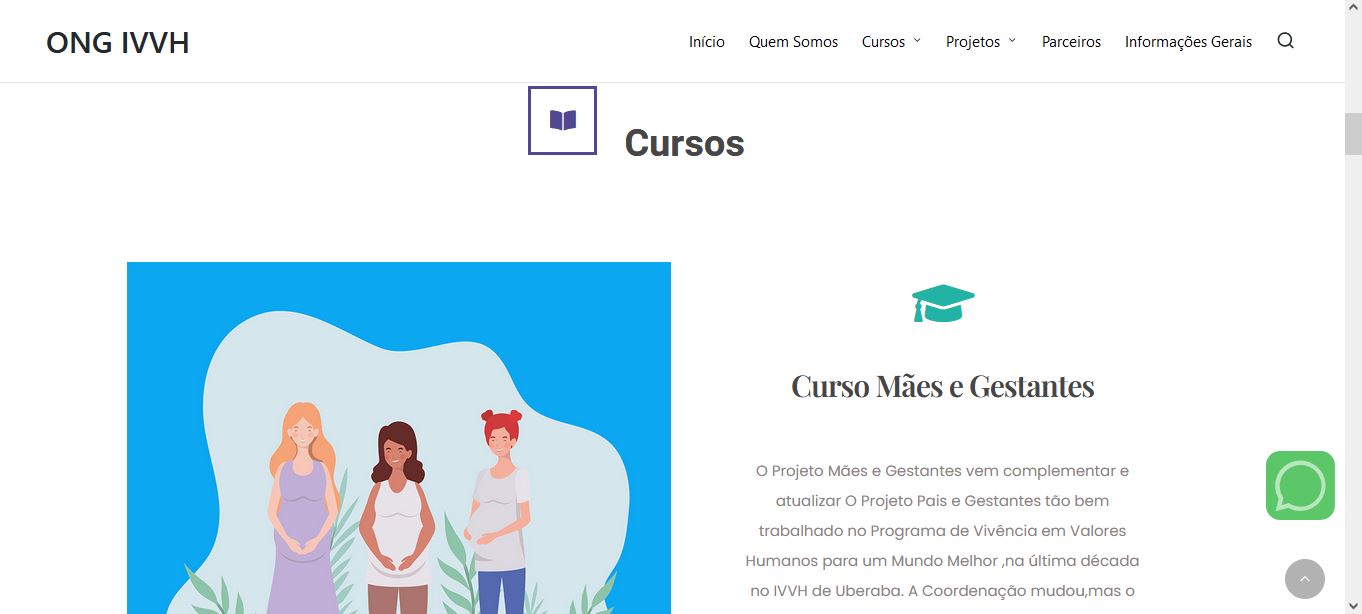 ONG IVVH
Início Quem Somos Cursos Projetos Parceiros Informações Gerais
Cursos
Curso Mães e Gestantes
O Projeto Mães e Gestantes vem complementar e
atualizar O Projeto Pais e Gestantes tão bem
trabalhado no Programa de Vivência em Valores
Humanos para um Mundo Melhor ,na última década
no IVVH de Uberaba. A Coordenação mudou,mas o